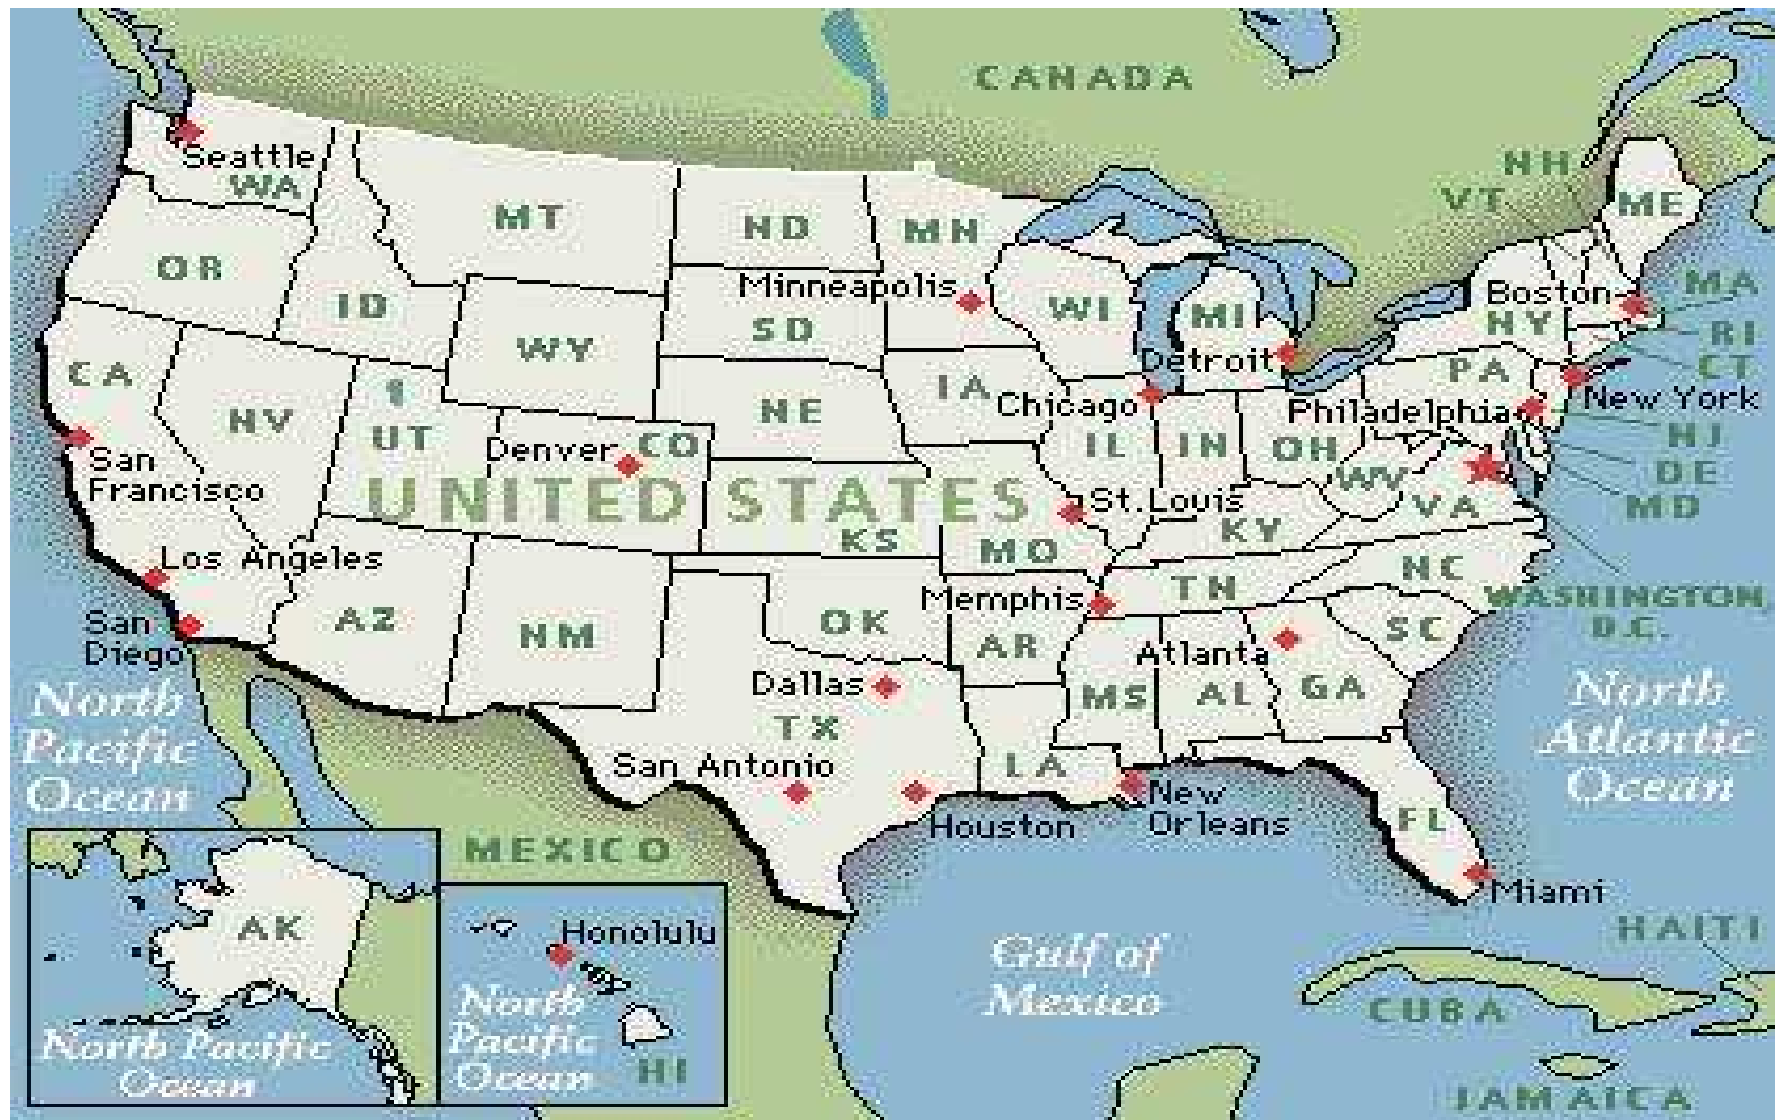 CANADA
NH
VT
ME
Seattle
WA
MT
ND
MN
OR
ID
Minneapolis
WI
MI
Boston
MA
NY
RI
SD
WY
CT
Detroit
PA
CA
IA
Chicago
New York
NE
Philadelphia
NV
UT
Denver
CO
IL
IN
OH
NJ
DE
WV
MD
San
Francisco
UNITED STATES
St.Louis
VA
KS
MO
KY
Los Angeles
NC
TN
Memphis
WASHINGTON,
D.C.
San
Diego
AZ
NM
OK
AR
SC
Atlanta
Dallas
MS
AL
GA
North
Pacific
Ocean
North
Atlantic
Ocean
TX
San Antonio
LA
New
Orleans
Houston
FL
MEXICO
Miami
AK
Honolulu
HAITI
Gulf of
Mexico
CUBA
North Pacific
Ocean
North
Pacific
Ocean
HI
JAMAICA